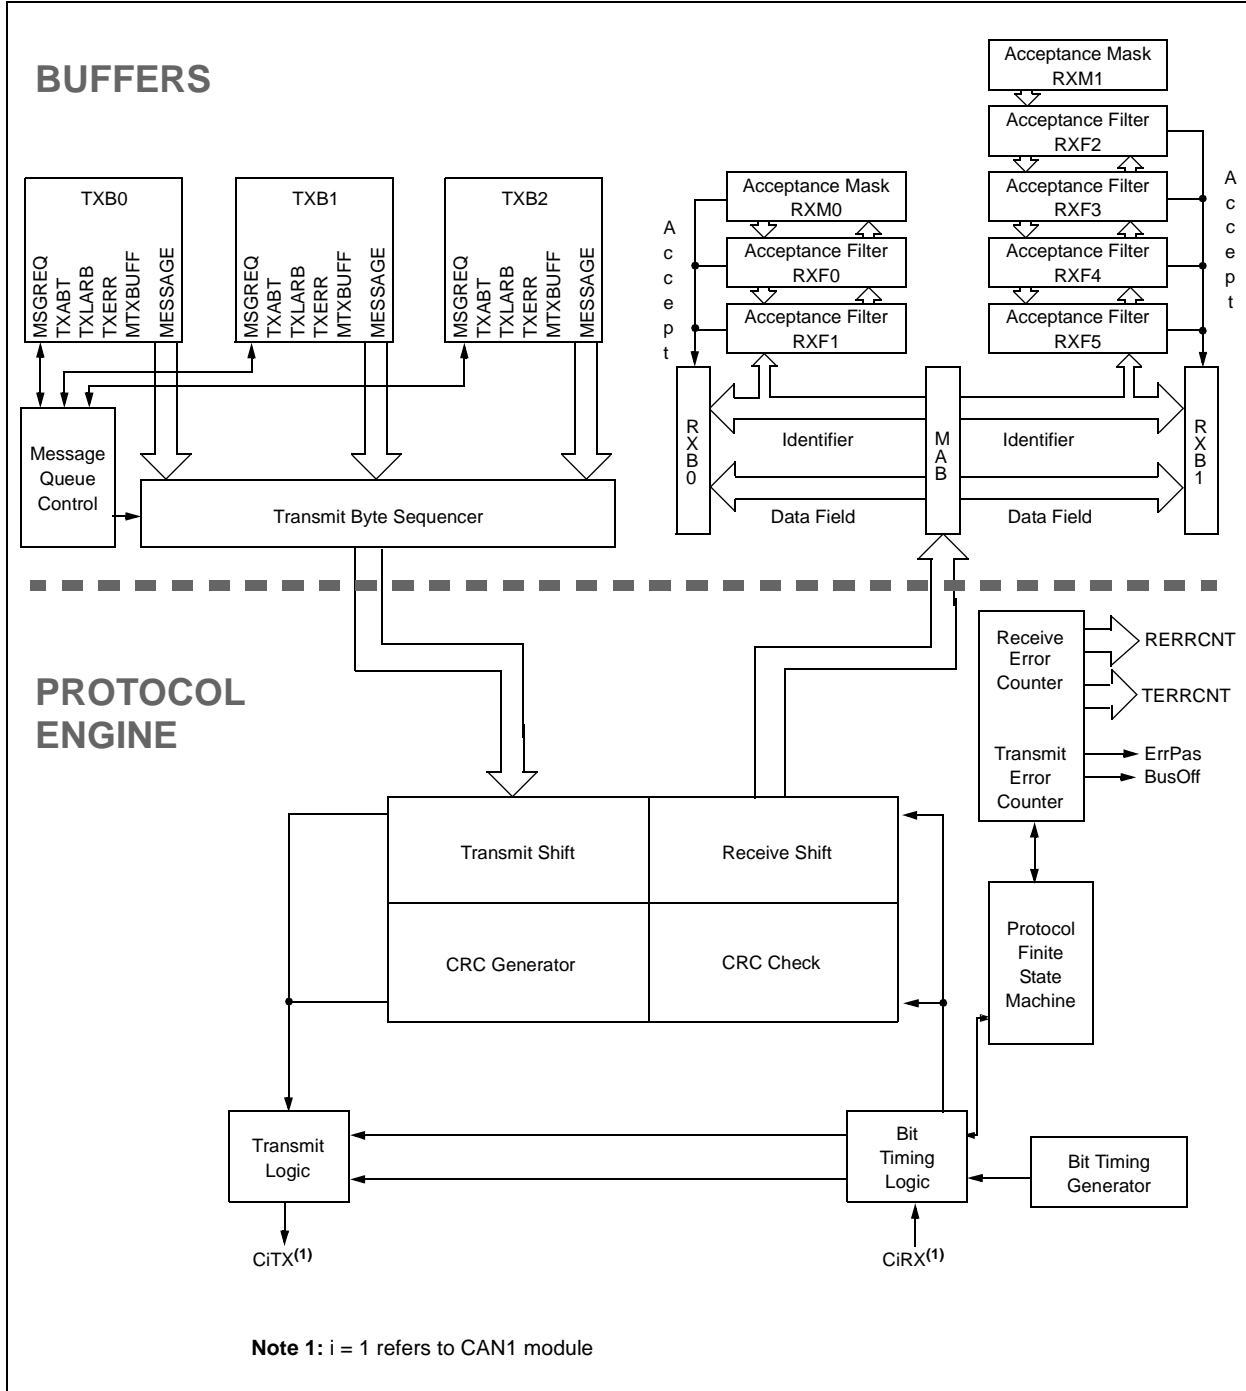 BUFFERS
Acceptance Mask
RXM1
Acceptance Filter
RXF2
Acceptance Filter
RXF3
Acceptance Filter
RXF4
Acceptance Filter
RXF5
Accept
Acceptance Mask
RXM0
Acceptance Filter
RXF0
Acceptance Filter
RXF1
Accept
TXB0
MSGREQ
TXABT
TXLARB
TXERR
MTXBUFF
MESSAGE
TXB1
MSGREQ
TXABT
TXLARB
TXERR
MTXBUFF
MESSAGE
TXB2
MSGREQ
TXABT
TXLARB
TXERR
MTXBUFF
MESSAGE
Message
Queue
Control
Transmit Byte Sequencer
RXB0
Identifier
Data Field
MAB
Identifier
Data Field
RXB1
PROTOCOL
ENGINE
Receive
Error
Counter
Transmit
Error
Counter
RERRCNT
TERRCNT
ErrPas
BusOff
Transmit Shift
Receive Shift
CRC Generator
CRC Check
Protocol
Finite
State
Machine
Transmit
Logic
Bit
Timing
Logic
Bit Timing
Generator
CiTX(1)
CiRX(1)
Note 1: i = 1 refers to CAN1 module